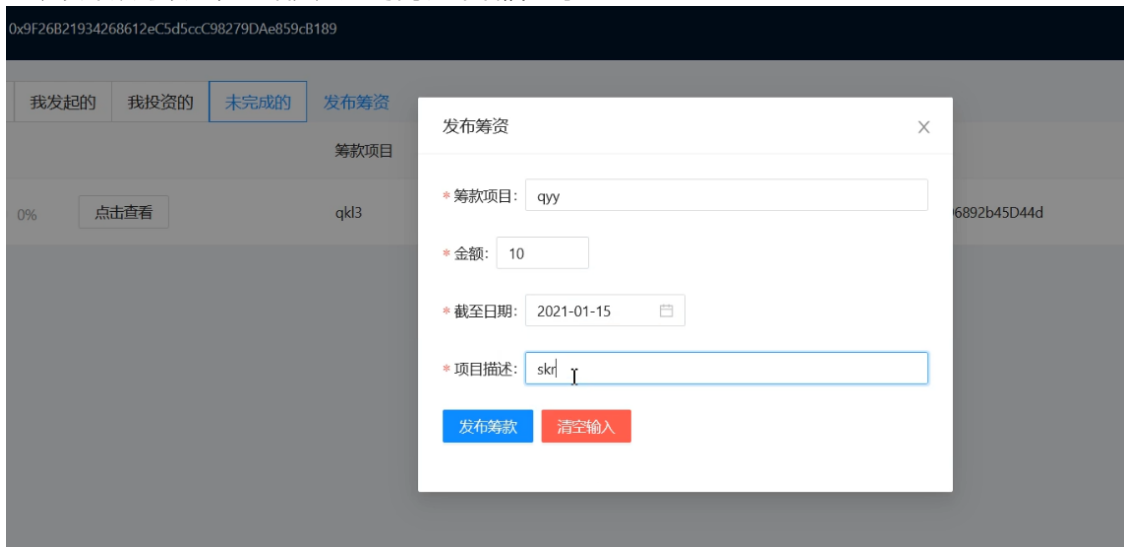 0x9F26B21934268612eC5d5ccC98279DAe859cB189
我发起的 我投资的 未完成的 发布筹资
筹款项目
0% 点击查看 qkl3 6892b45D44d
发布筹资
* 筹款项目: qyy
* 金额: 10
* 截至日期: 2021-01-15
* 项目描述: skr
发布筹款 清空输入